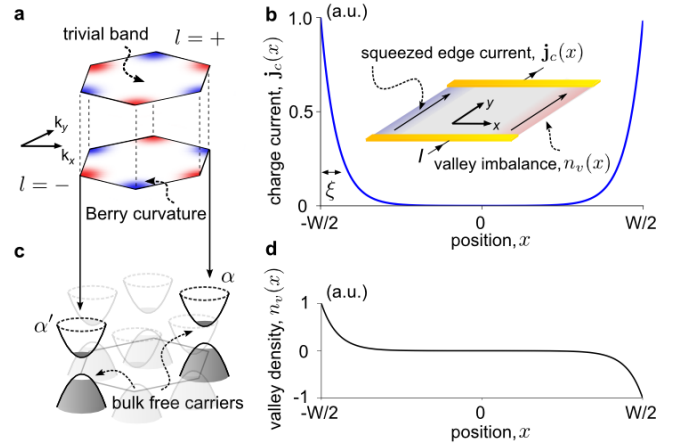 a
trivial band
l = +
k_y
k_x
l = −
Berry curvature
b
(a.u.)
charge current, j_c(x)
1.0
0.5
0
squeezed edge current, j_c(x)
y
x
I
valley imbalance, n_v(x)
ξ
-W/2
0
W/2
position, x
c
α
α′
bulk free carriers
d
(a.u.)
valley density, n_v(x)
1
0
-1
-W/2
0
W/2
position, x